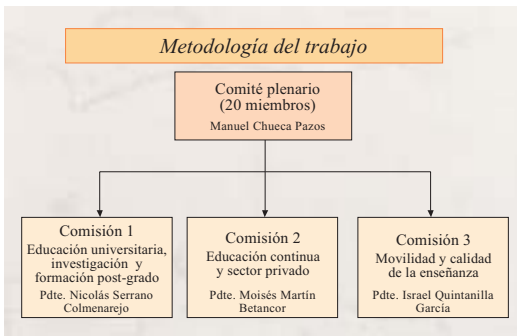 Metodología del trabajo
Comité plenario
(20 miembros)
Manuel Chueca Pazos
Comisión 1
Educación universitaria,
investigación y
formación post-grado
Pdte. Nicolás Serrano
Colmenarejo
Comisión 2
Educación continua
y sector privado
Pdte. Moisés Martín
Betancor
Comisión 3
Movilidad y calidad
de la enseñanza
Pdte. Israel Quintanilla
García